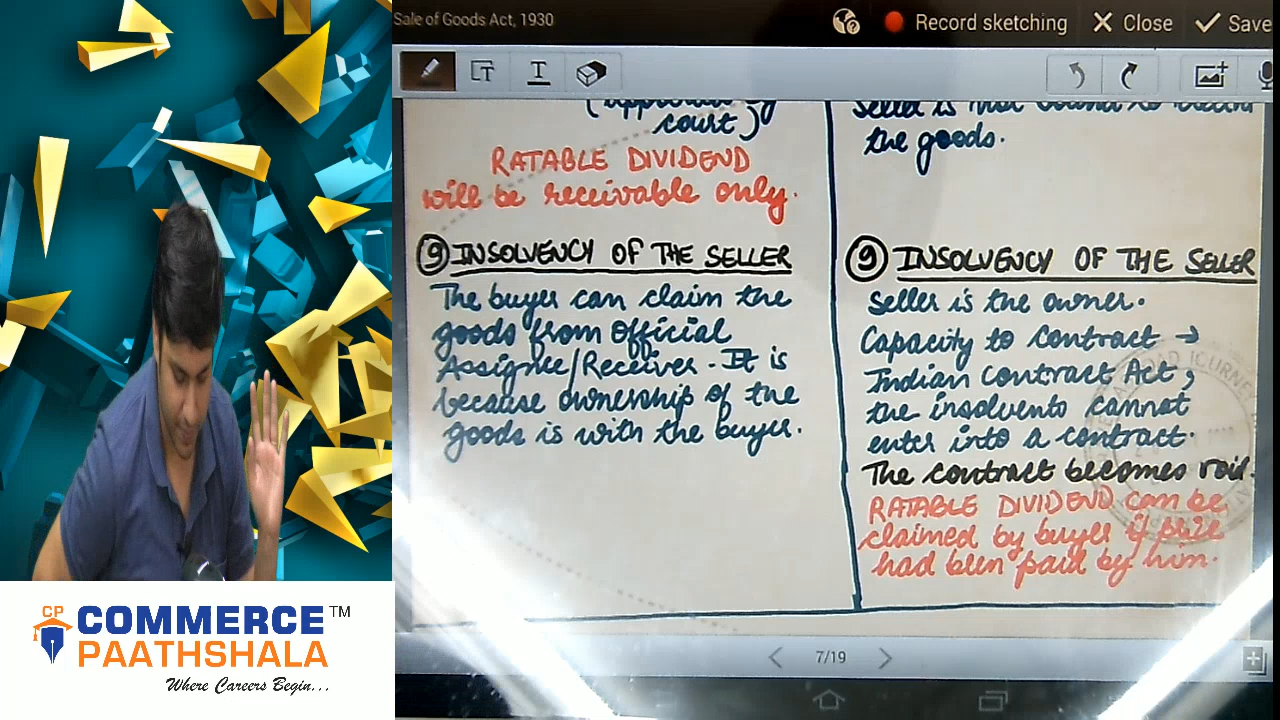 Sale of Goods Act, 1930
Record sketching
Close
Save
court)
RATABLE DIVIDEND
will be receivable only.
the goods.
9 INSOLVENCY OF THE SELLER
The buyer can claim the
goods from Official
Assignee/Receiver. It is
because ownership of the
goods is with the buyer.
9 INSOLVENCY OF THE SELLER
Seller is the owner.
Capacity to contract →
Indian Contract Act,
the insolvents cannot
enter into a contract.
The contract becomes void.
RATABLE DIVIDEND can be
claimed by buyer if price
had been paid by him.
7/19
CP
COMMERCE™
PAATHSHALA
Where Careers Begin...